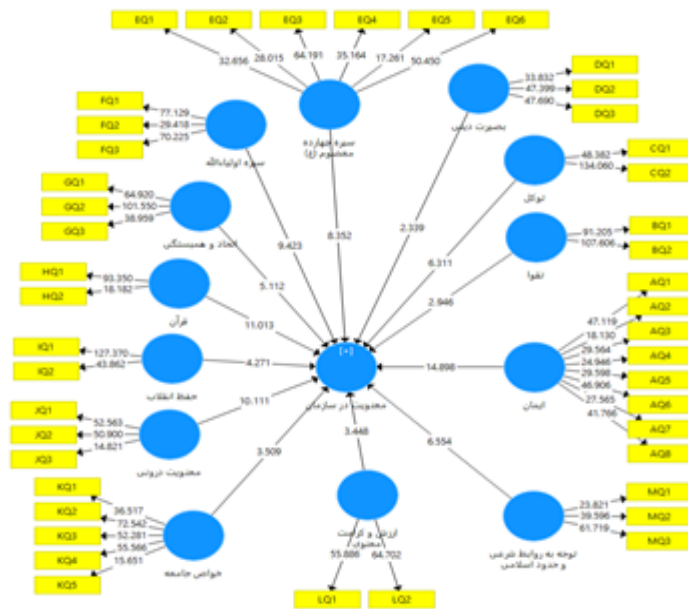 EQ1 EQ2 EQ3 EQ4 EQ5 EQ6
32.656 28.015 64.191 35.164 17.261 50.450
سیره چهارده
معصوم (ع)
FQ1
FQ2
FQ3
77.129
29.418
70.225
سیره اولیاءالله
9.423
8.352
DQ1
DQ2
DQ3
33.832
47.399
47.690
بصیرت دینی
2.339
CQ1
CQ2
48.382
134.060
توکل
6.311
GQ1
GQ2
GQ3
64.920
101.550
38.959
اتحاد و همبستگی
5.112
BQ1
BQ2
91.205
107.606
تقوا
2.946
HQ1
HQ2
93.350
18.182
قرآن
11.013
IQ1
IQ2
127.370
43.862
حفظ انقلاب
4.271
[+]
معنویت در سازمان
AQ1
AQ2
AQ3
AQ4
AQ5
AQ6
AQ7
AQ8
47.119
18.130
29.564
24.946
29.598
46.906
27.565
41.766
ایمان
14.898
JQ1
JQ2
JQ3
52.563
50.900
14.821
معنویت درونی
10.111
KQ1
KQ2
KQ3
KQ4
KQ5
36.517
72.542
52.281
55.566
15.651
خواص جامعه
3.509
3.448
ارزش و کرامت
معنوی
55.886 64.702
LQ1 LQ2
6.554
MQ1
MQ2
MQ3
23.821
39.596
61.719
توجه به روابط شرعی
و حدود اسلامی